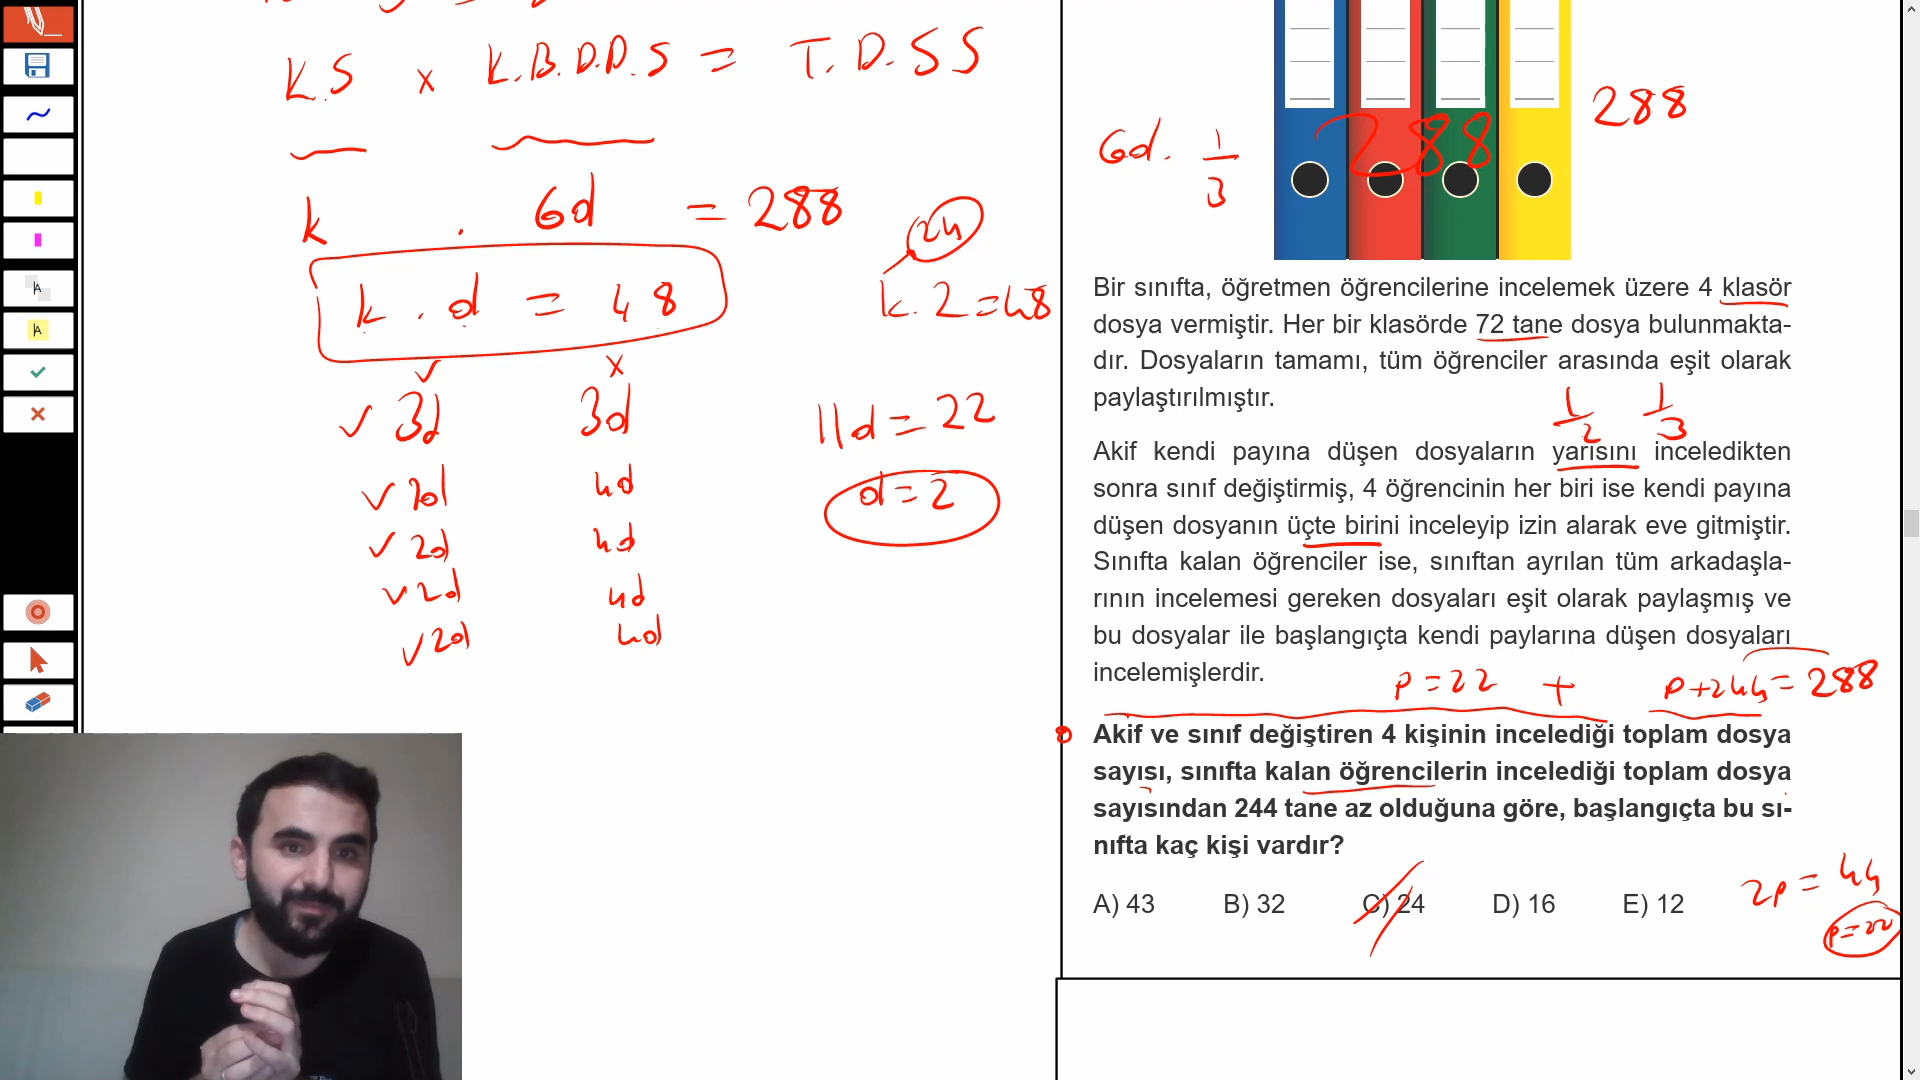 K.S x K.B.D.D.S = T.D.S.S
k . 6d = 288
k . d = 48
24
k.2=48
✓ x
✓ 3d 3d
✓ 2d 4d
✓ 2d 4d
✓ 2d 4d
✓ 2d 4d
11d = 22
d = 2
6d. 1/3
288
288
Bir sınıfta, öğretmen öğrencilerine incelemek üzere 4 klasör
dosya vermiştir. Her bir klasörde 72 tane dosya bulunmakta-
dır. Dosyaların tamamı, tüm öğrenciler arasında eşit olarak
paylaştırılmıştır.
1/2 1/3
Akif kendi payına düşen dosyaların yarısını inceledikten
sonra sınıf değiştirmiş, 4 öğrencinin her biri ise kendi payına
düşen dosyanın üçte birini inceleyip izin alarak eve gitmiştir.
Sınıfta kalan öğrenciler ise, sınıftan ayrılan tüm arkadaşla-
rının incelemesi gereken dosyaları eşit olarak paylaşmış ve
bu dosyalar ile başlangıçta kendi paylarına düşen dosyaları
incelemişlerdir.
P = 22 + P+244 = 288
Akif ve sınıf değiştiren 4 kişinin incelediği toplam dosya
sayısı, sınıfta kalan öğrencilerin incelediği toplam dosya
sayısından 244 tane az olduğuna göre, başlangıçta bu sı-
nıfta kaç kişi vardır?
A) 43 B) 32 C) 24 D) 16 E) 12
2P = 44
P=22